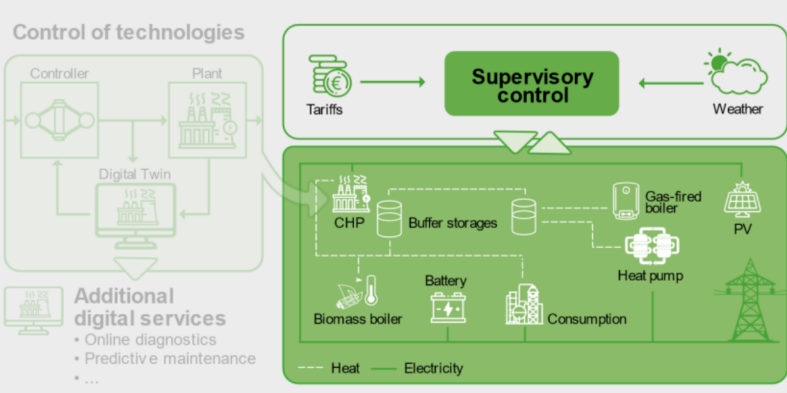 Control of technologies
Controller
Plant
Digital Twin
Additional
digital services
• Online diagnostics
• Predictive maintenance
• ...
Tariffs
Supervisory
control
Weather
CHP
Buffer storages
Gas-fired
boiler
PV
Heat pump
Biomass boiler
Battery
Consumption
Heat
Electricity